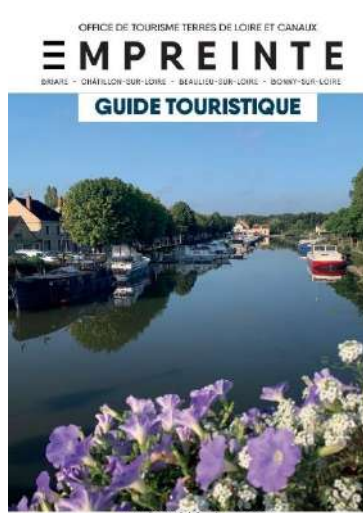 OFFICE DE TOURISME TERRES DE LOIRE ET CANAUX
EMPREINTE
BRIARE - CHÂTILLON-SUR-LOIRE - BEAULIEU-SUR-LOIRE - BONNY-SUR-LOIRE
GUIDE TOURISTIQUE